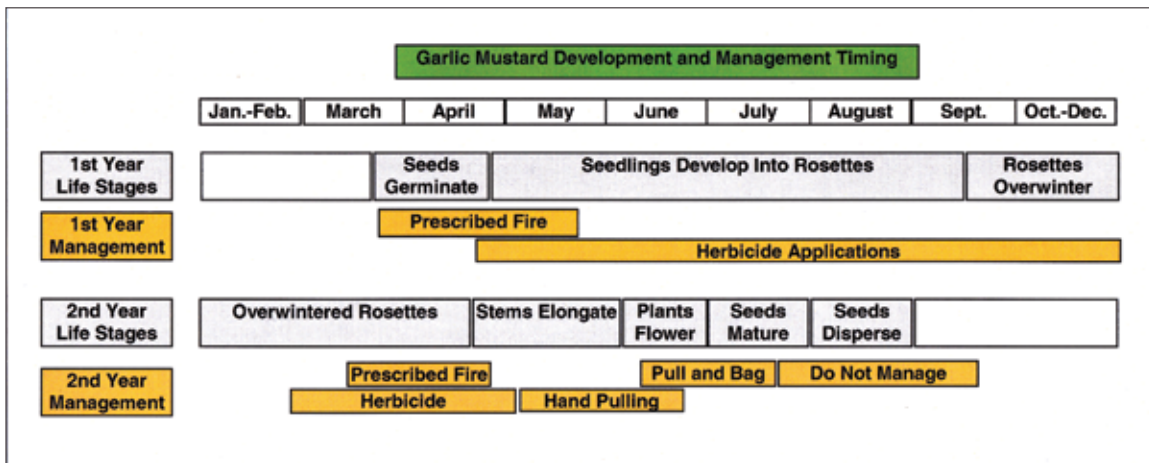 Garlic Mustard Development and Management Timing
Jan.-Feb. March April May June July August Sept. Oct.-Dec.
1st Year
Life Stages
Seeds
Germinate
Seedlings Develop Into Rosettes
Rosettes
Overwinter
1st Year
Management
Prescribed Fire
Herbicide Applications
2nd Year
Life Stages
Overwintered Rosettes
Stems Elongate
Plants
Flower
Seeds
Mature
Seeds
Disperse
2nd Year
Management
Prescribed Fire
Pull and Bag
Do Not Manage
Herbicide
Hand Pulling